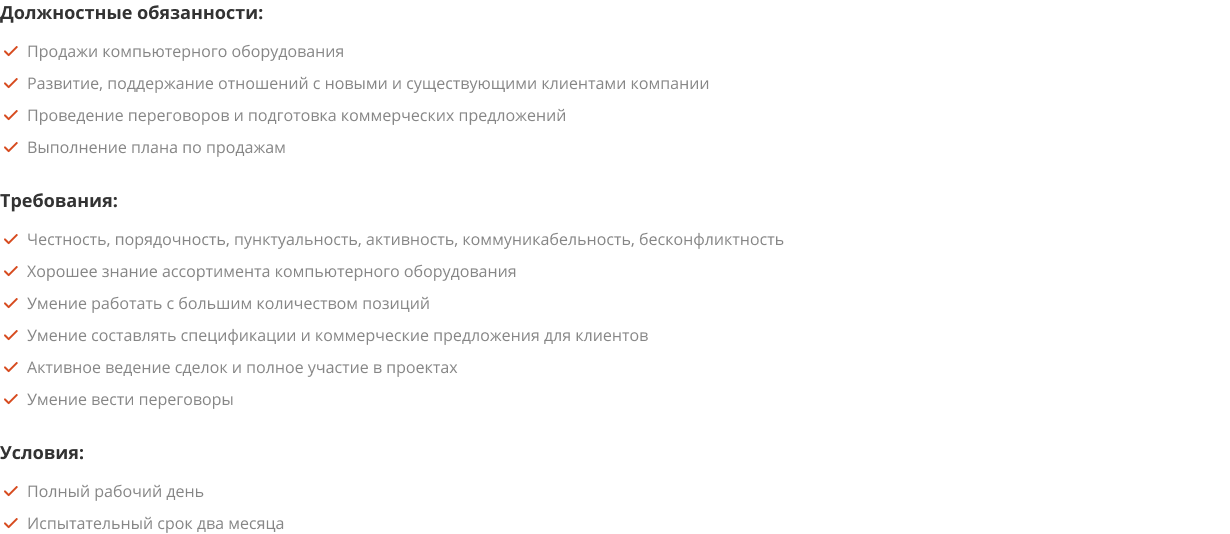 Должностные обязанности:
Продажи компьютерного оборудования
Развитие, поддержание отношений с новыми и существующими клиентами компании
Проведение переговоров и подготовка коммерческих предложений
Выполнение плана по продажам
Требования:
Честность, порядочность, пунктуальность, активность, коммуникабельность, бесконфликтность
Хорошее знание ассортимента компьютерного оборудования
Умение работать с большим количеством позиций
Умение составлять спецификации и коммерческие предложения для клиентов
Активное ведение сделок и полное участие в проектах
Умение вести переговоры
Условия:
Полный рабочий день
Испытательный срок два месяца